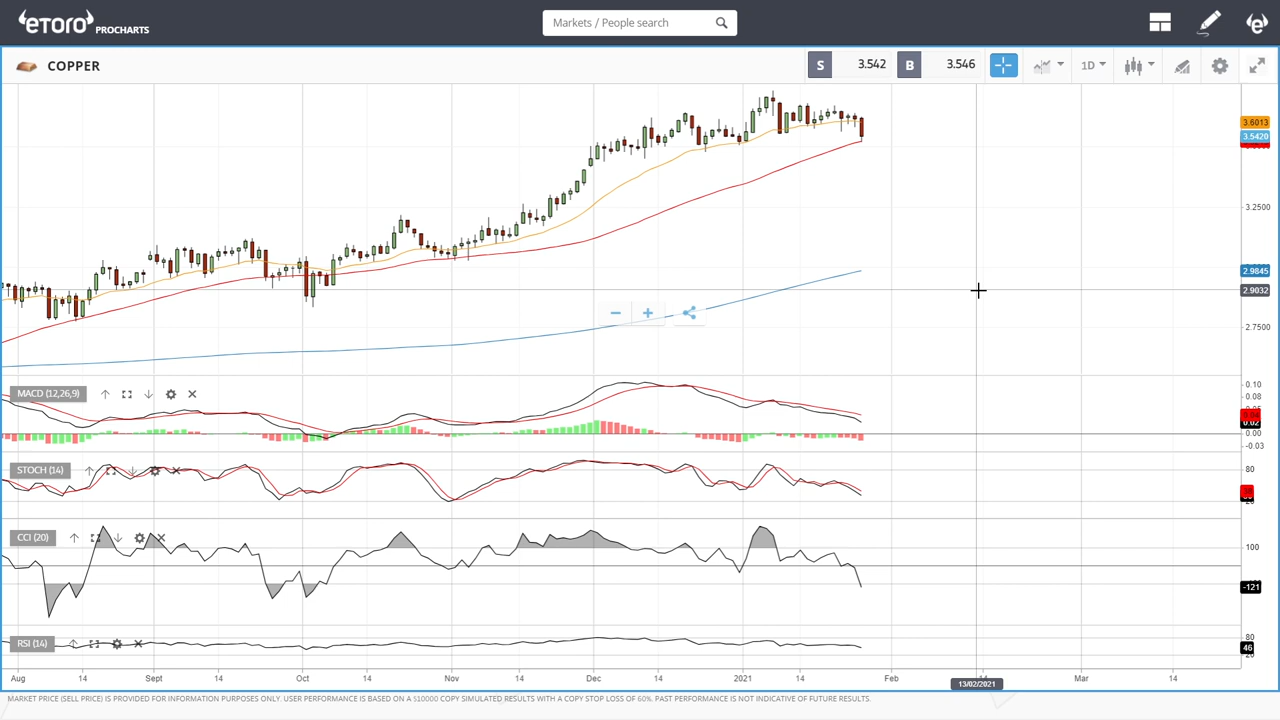 eToro PROCHARTS
Markets / People search
COPPER
S 3.542 B 3.546
1D
3.6013
3.5420
3.2500
2.9845
2.9032
2.7500
MACD (12,26,9)
0.10
0.08
0.05
0.02
0.00
-0.03
STOCH (14)
80
CCI (20)
100
-121
RSI (14)
80
46
Aug 14 Sept 14 Oct 14 Nov 14 Dec 14 2021 14 Feb 14 Mar 14
13/02/2021
MARKET PRICE (SELL PRICE) IS PROVIDED FOR INFORMATION PURPOSES ONLY. USER PERFORMANCE IS BASED ON A $10000 COPY SIMULATED RESULTS WITH A COPY STOP LOSS OF 60%. PAST PERFORMANCE IS NOT INDICATIVE OF FUTURE RESULTS.